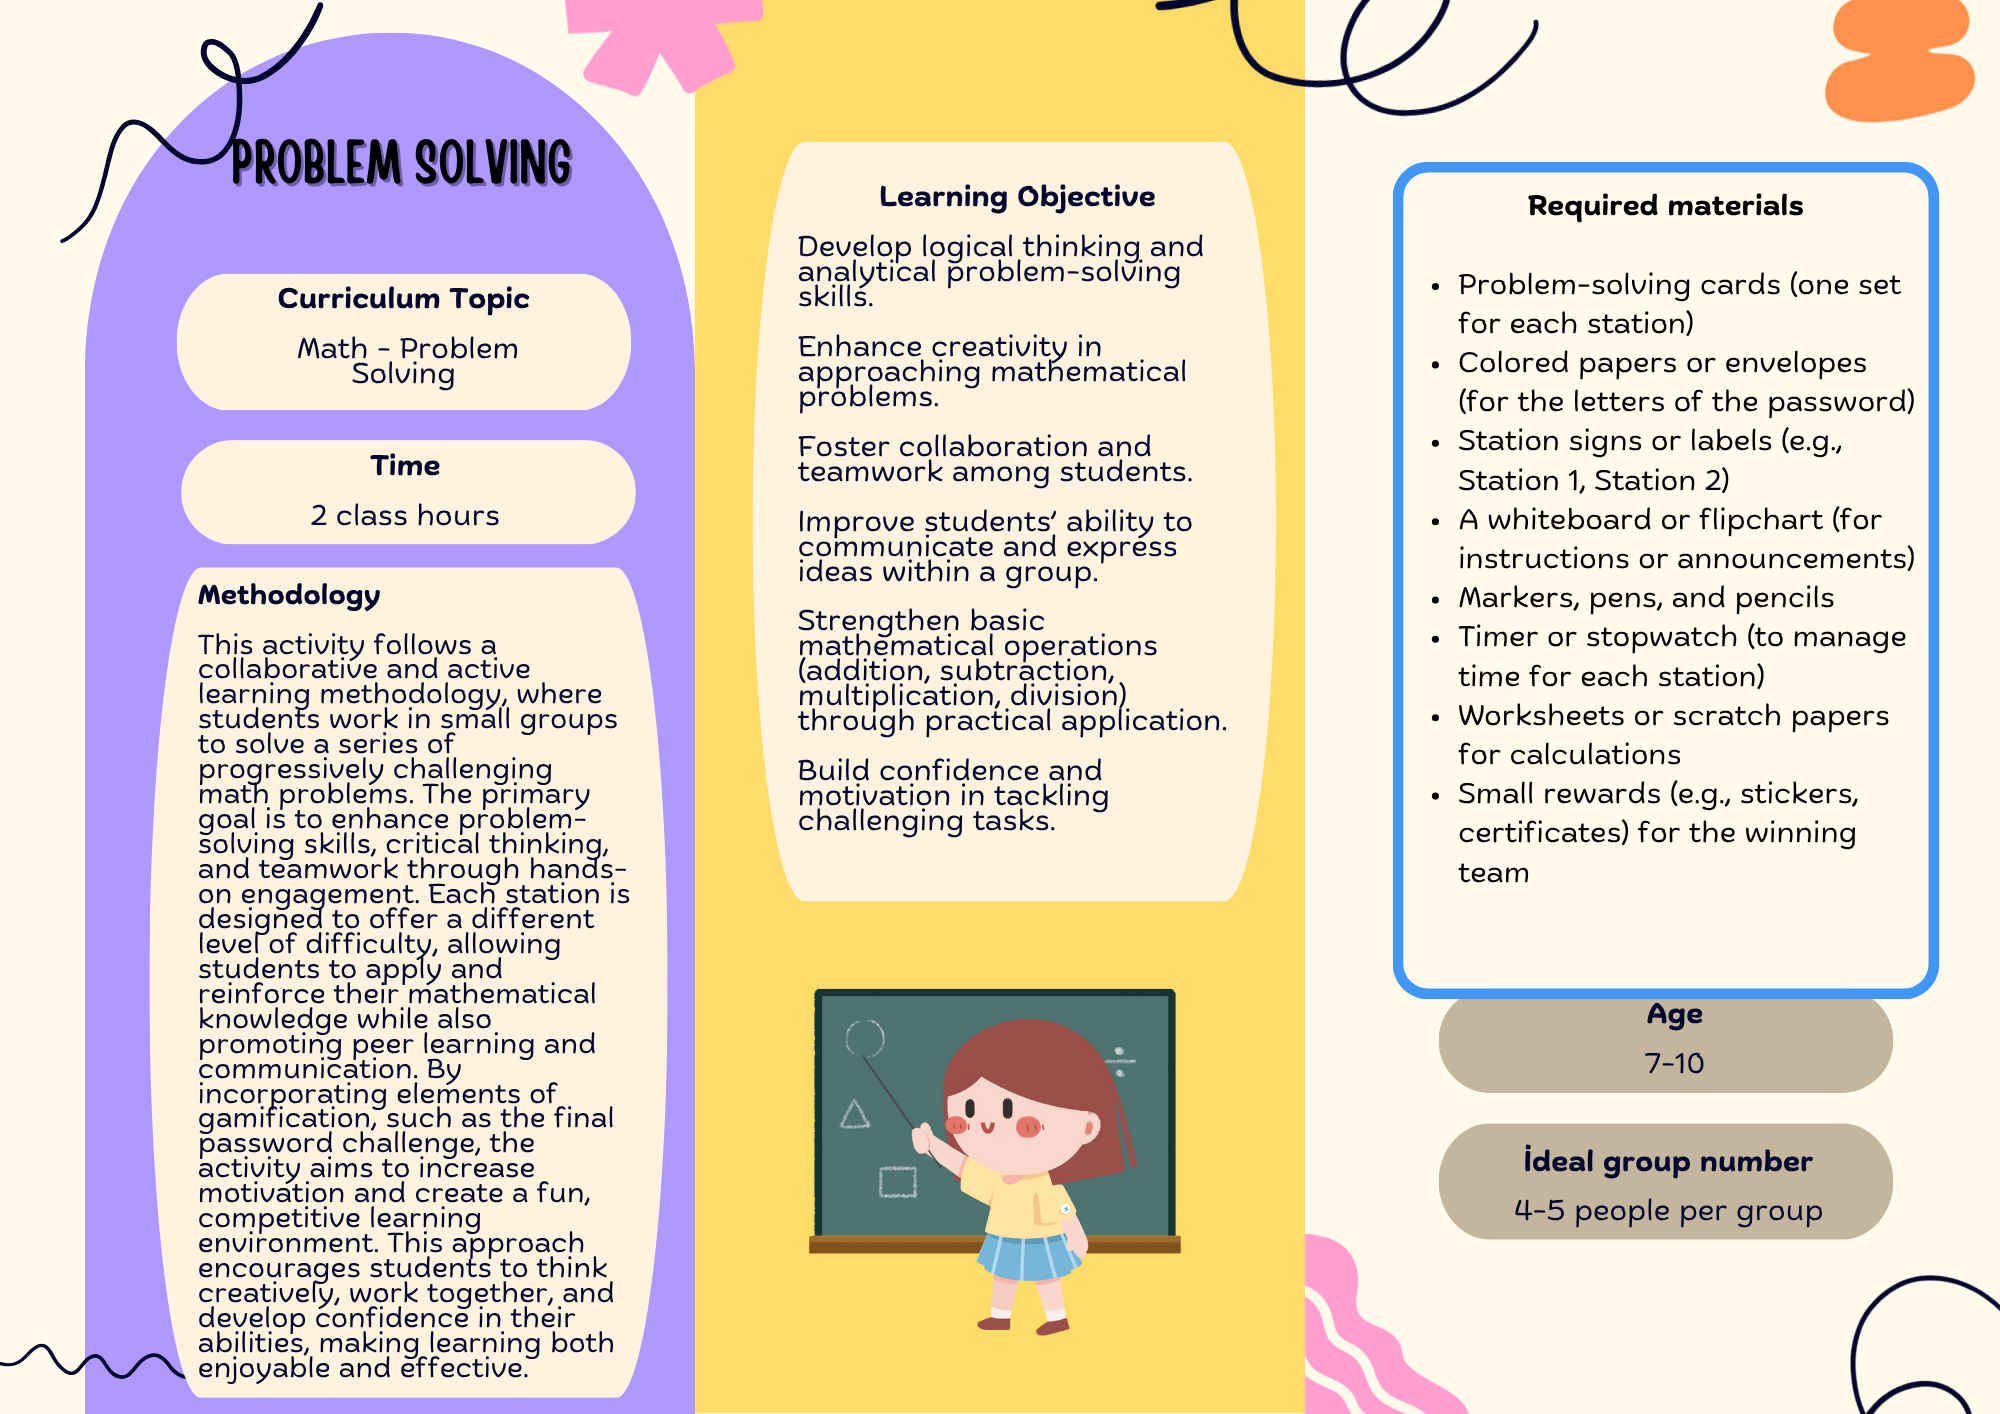 PROBLEM SOLVING
Curriculum Topic
Math - Problem
Solving
Time
2 class hours
Methodology
This activity follows a
collaborative and active
learning methodology, where
students work in small groups
to solve a series of
progressively challenging
math problems. The primary
goal is to enhance problem-
solving skills, critical thinking,
and teamwork through hands-
on engagement. Each station is
designed to offer a different
level of difficulty, allowing
students to apply and
reinforce their mathematical
knowledge while also
promoting peer learning and
communication. By
incorporating elements of
gamification, such as the final
password challenge, the
activity aims to increase
motivation and create a fun,
competitive learning
environment. This approach
encourages students to think
creatively, work together, and
develop confidence in their
abilities, making learning both
enjoyable and effective.
Learning Objective
Develop logical thinking and
analytical problem-solving
skills.
Enhance creativity in
approaching mathematical
problems.
Foster collaboration and
teamwork among students.
Improve students’ ability to
communicate and express
ideas within a group.
Strengthen basic
mathematical operations
(addition, subtraction,
multiplication, division)
through practical application.
Build confidence and
motivation in tackling
challenging tasks.
÷
Required materials
• Problem-solving cards (one set
for each station)
• Colored papers or envelopes
(for the letters of the password)
• Station signs or labels (e.g.,
Station 1, Station 2)
• A whiteboard or flipchart (for
instructions or announcements)
• Markers, pens, and pencils
• Timer or stopwatch (to manage
time for each station)
• Worksheets or scratch papers
for calculations
• Small rewards (e.g., stickers,
certificates) for the winning
team
Age
7-10
İdeal group number
4-5 people per group